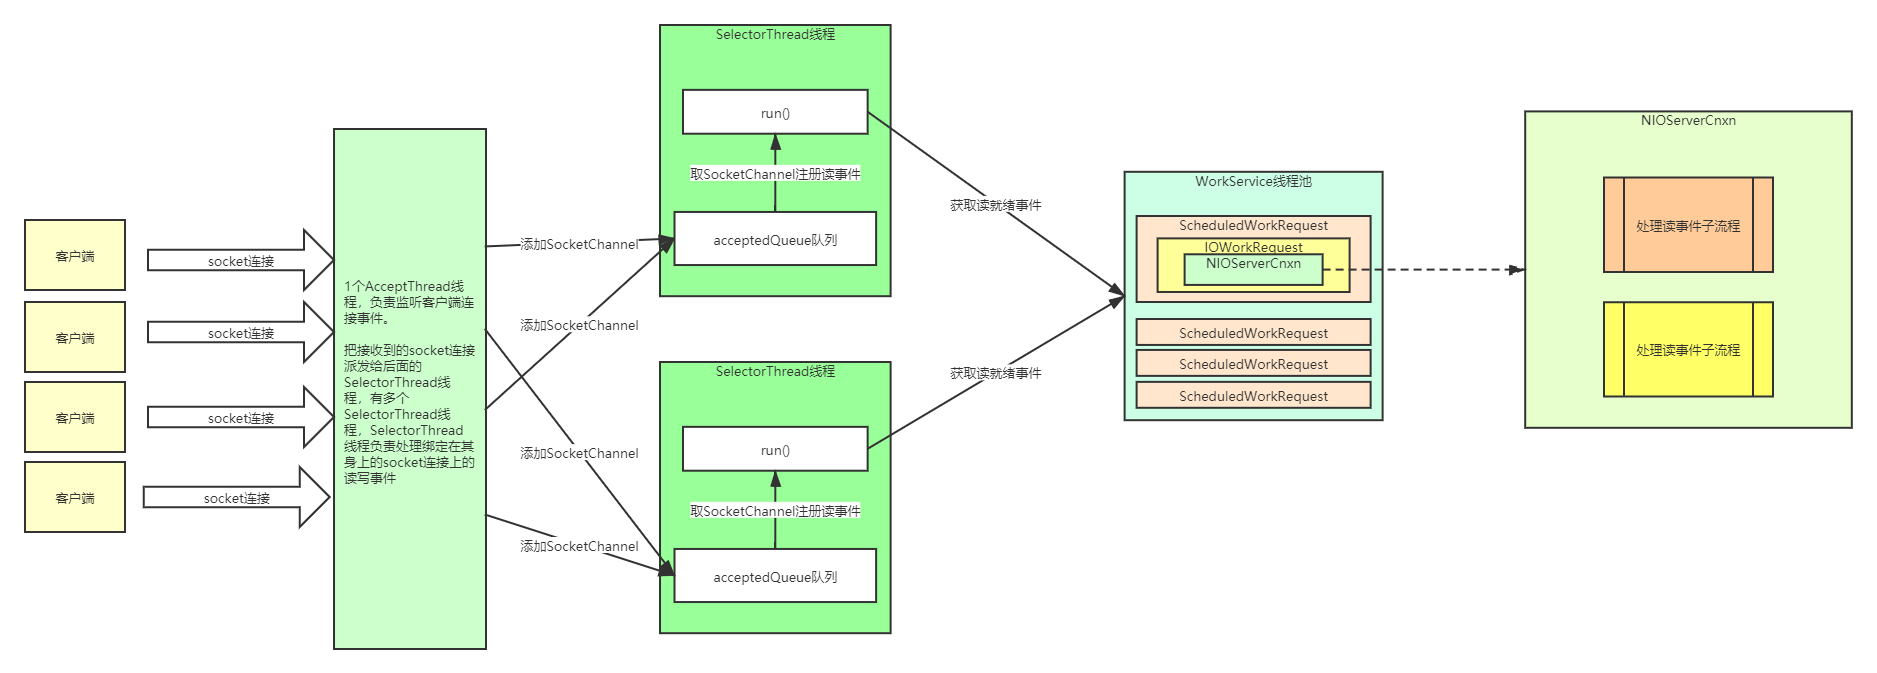 客户端
客户端
客户端
客户端
socket连接
socket连接
socket连接
socket连接
1个AcceptThread线
程，负责监听客户端连
接事件。
把接收到的socket连接
派发给后面的
SelectorThread线
程，有多个
SelectorThread线
程，SelectorThread
线程负责处理绑定在其
身上的socket连接上的
读写事件
添加SocketChannel
添加SocketChannel
添加SocketChannel
添加SocketChannel
SelectorThread线程
run()
取SocketChannel注册读事件
acceptedQueue队列
SelectorThread线程
run()
取SocketChannel注册读事件
acceptedQueue队列
获取读就绪事件
获取读就绪事件
WorkService线程池
ScheduledWorkRequest
IOWorkRequest
NIOServerCnxn
ScheduledWorkRequest
ScheduledWorkRequest
ScheduledWorkRequest
NIOServerCnxn
处理读事件子流程
处理读事件子流程